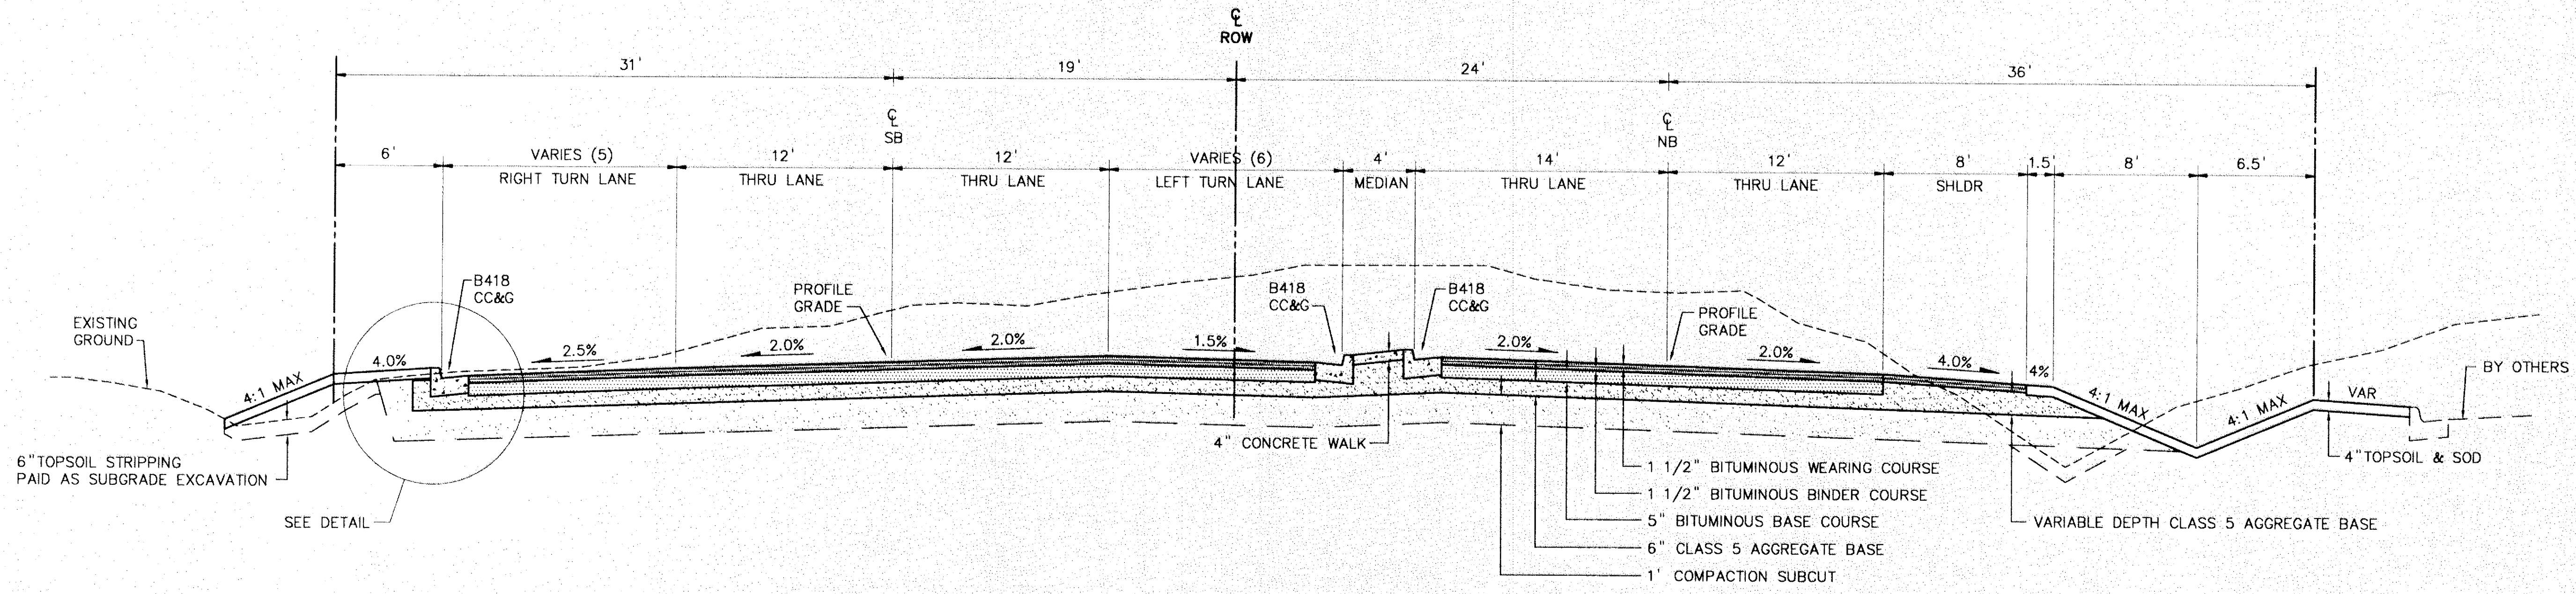 ℄
ROW
31'
19'
24'
36'
℄
SB
℄
NB
6'
VARIES (5)
RIGHT TURN LANE
12'
THRU LANE
12'
THRU LANE
VARIES (6)
LEFT TURN LANE
4'
MEDIAN
14'
THRU LANE
12'
THRU LANE
8'
SHLDR
1.5'
8'
6.5'
EXISTING
GROUND
B418
CC&G
PROFILE
GRADE
B418
CC&G
B418
CC&G
PROFILE
GRADE
4:1 MAX
4.0%
2.5%
2.0%
2.0%
1.5%
2.0%
2.0%
4.0%
4%
4:1 MAX
4:1 MAX
VAR
BY OTHERS
6" TOPSOIL STRIPPING
PAID AS SUBGRADE EXCAVATION
SEE DETAIL
4" CONCRETE WALK
1 1/2" BITUMINOUS WEARING COURSE
1 1/2" BITUMINOUS BINDER COURSE
5" BITUMINOUS BASE COURSE
6" CLASS 5 AGGREGATE BASE
1' COMPACTION SUBCUT
4" TOPSOIL & SOD
VARIABLE DEPTH CLASS 5 AGGREGATE BASE